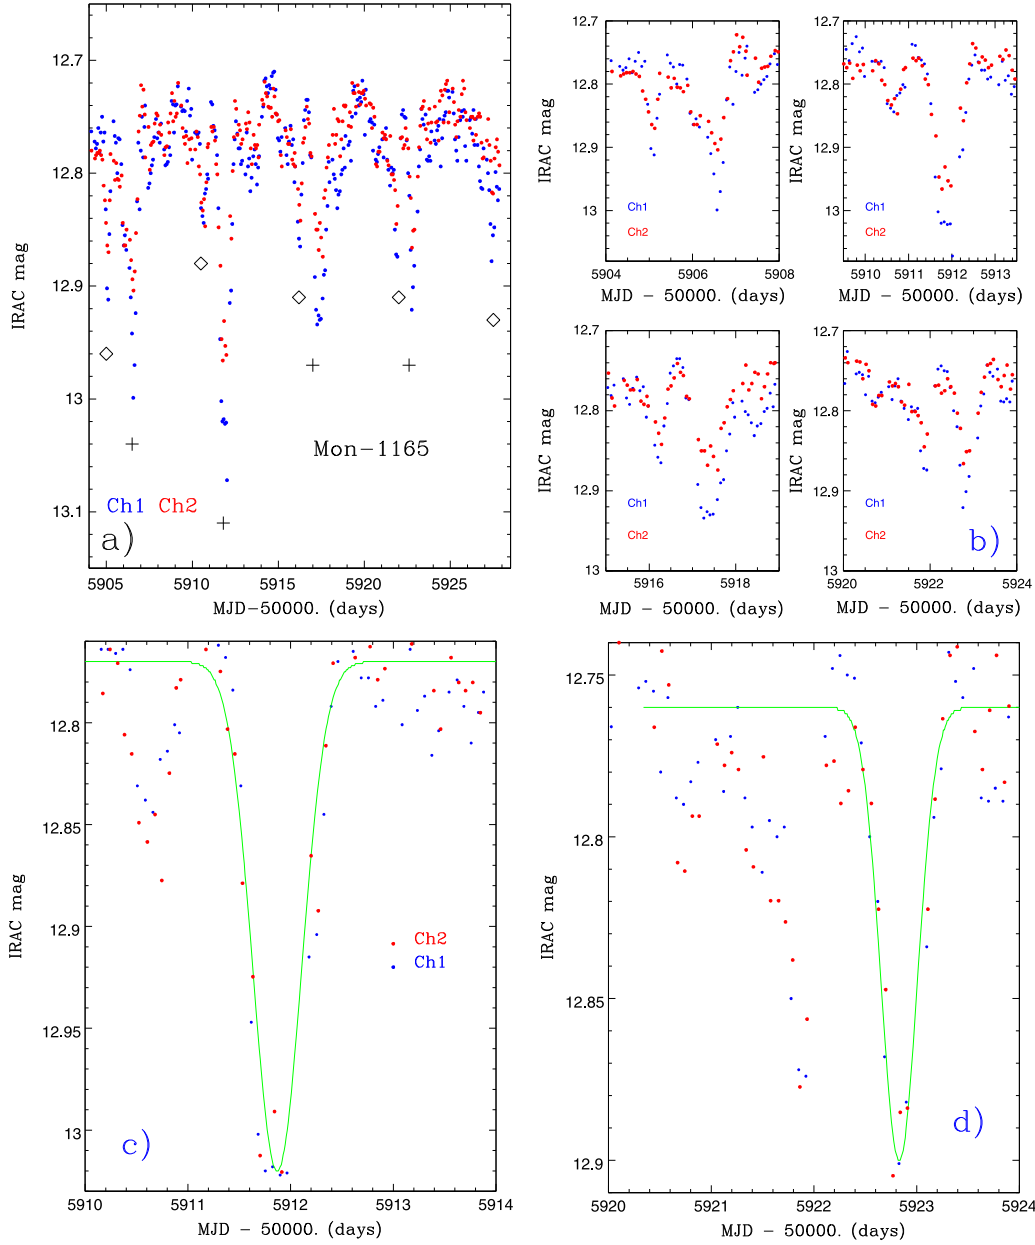 12.7
12.8
12.9
13
13.1
IRAC mag
Mon-1165
Ch1 Ch2
a)
5905 5910 5915 5920 5925
MJD-50000. (days)
12.7
12.8
12.9
13
IRAC mag
Ch1
Ch2
5904 5906 5908
MJD - 50000. (days)
12.7
12.8
12.9
13
IRAC mag
Ch1
Ch2
5910 5911 5912 5913
MJD - 50000. (days)
12.7
12.8
12.9
13
IRAC mag
Ch1
Ch2
5916 5918
MJD - 50000. (days)
12.7
12.8
12.9
13
IRAC mag
Ch1
Ch2
b)
5920 5922 5924
MJD - 50000. (days)
12.8
12.85
12.9
12.95
13
IRAC mag
Ch2
Ch1
c)
5910 5911 5912 5913 5914
MJD - 50000. (days)
12.75
12.8
12.85
12.9
IRAC mag
d)
5920 5921 5922 5923 5924
MJD - 50000. (days)